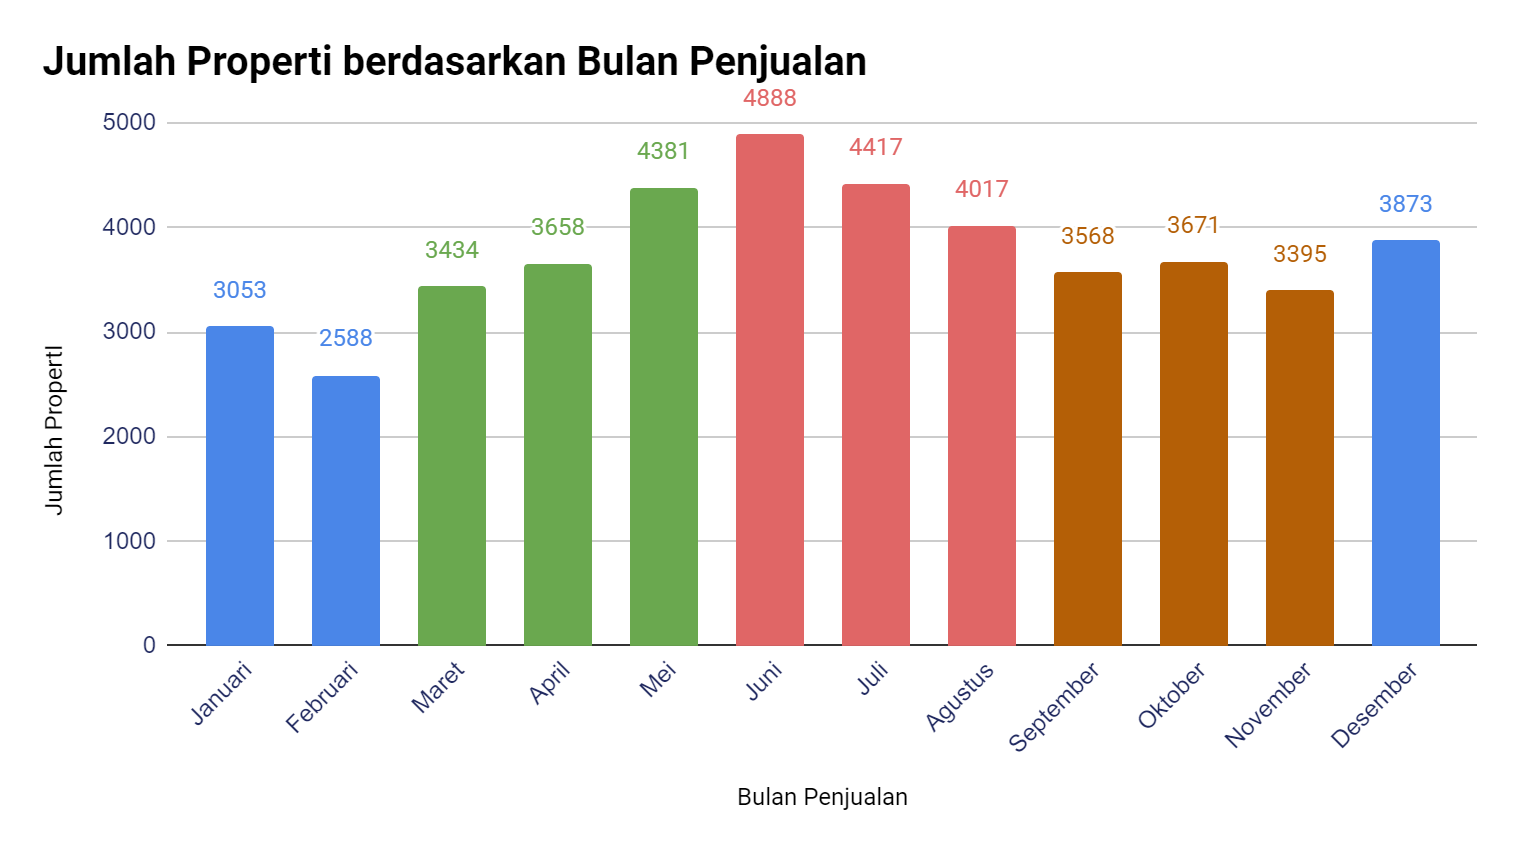 Jumlah Properti berdasarkan Bulan Penjualan
4888
5000
4381
4417
4017
3873
4000
3658
3671
3568
3434
3395
3053
3000
2588
2000
1000
0
Jumlah PropertI
Januari
Februari
Maret
April
Mei
Juni
Juli
Agustus
September
Oktober
November
Desember
Bulan Penjualan